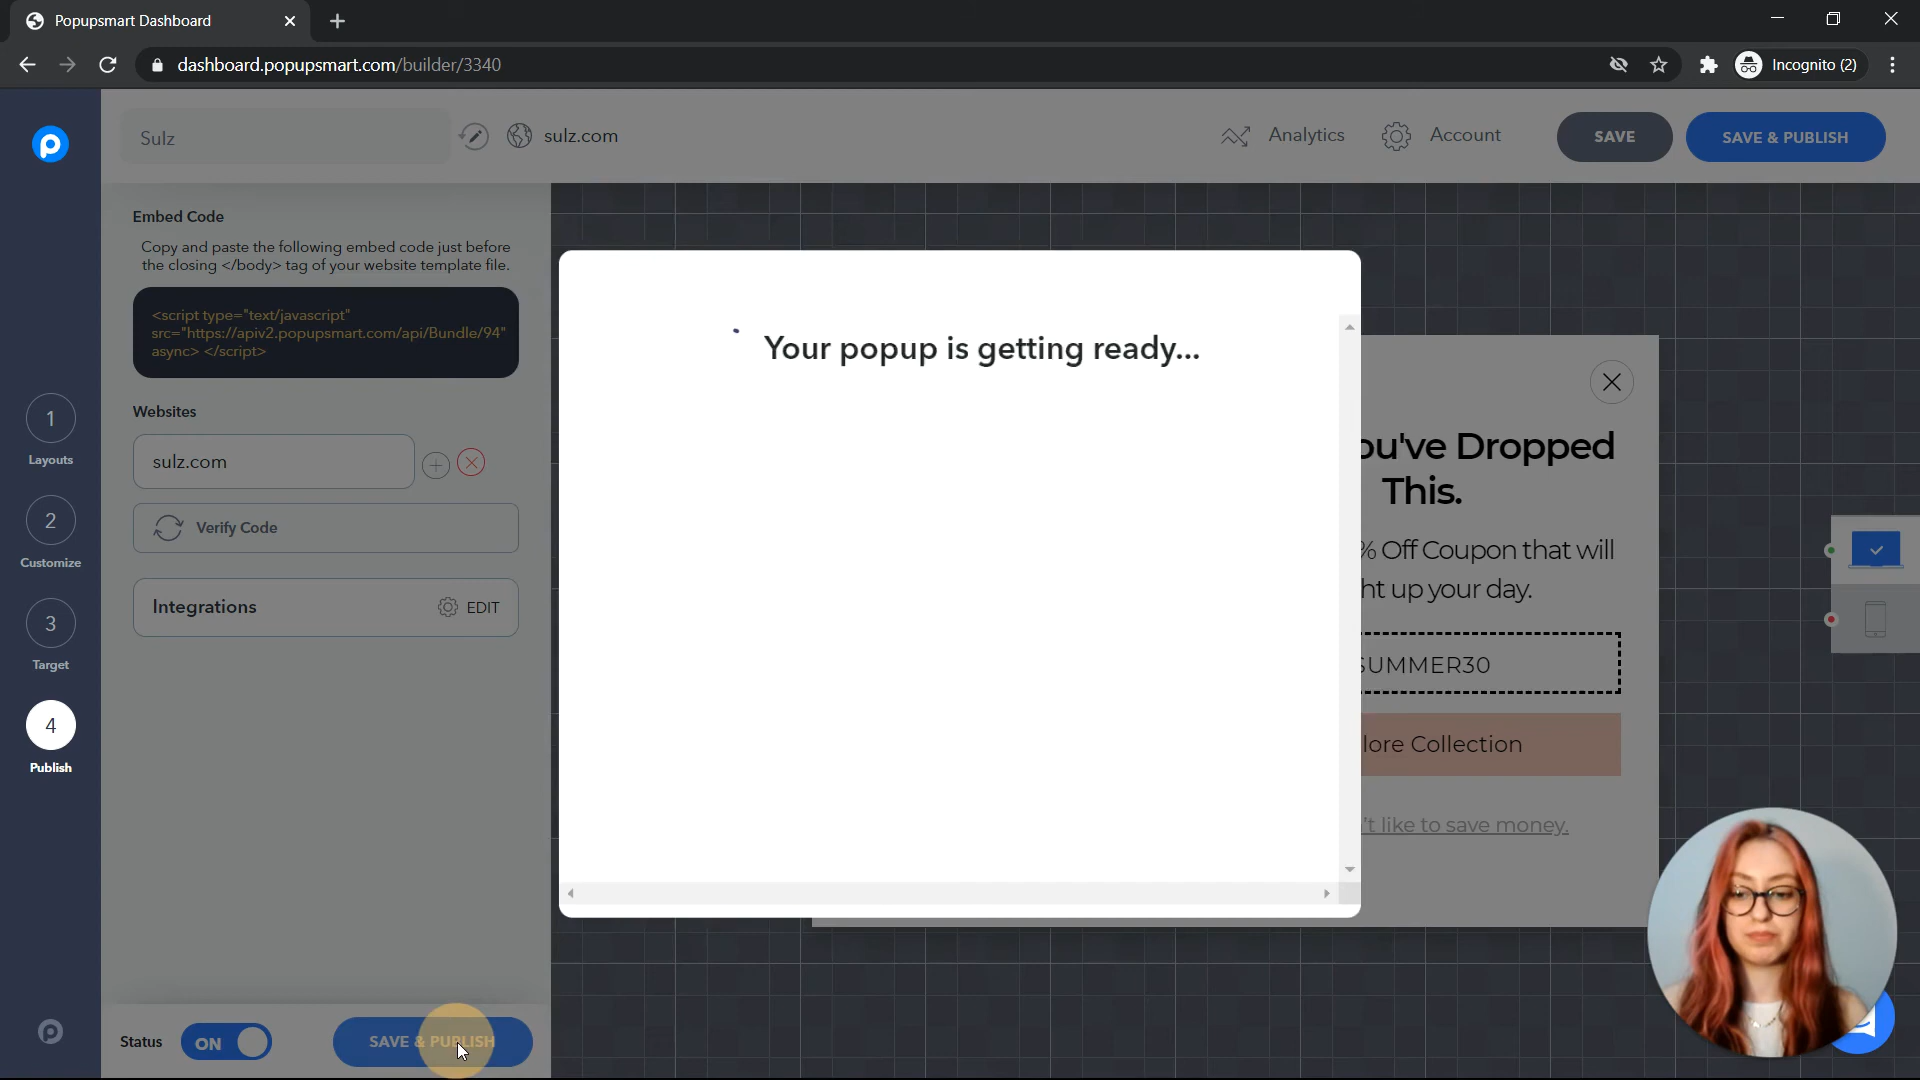 Popupsmart Dashboard
dashboard.popupsmart.com/builder/3340
Incognito (2)
Sulz
sulz.com
Analytics
Account
SAVE
SAVE & PUBLISH
Embed Code
Copy and paste the following embed code just before
the closing </body> tag of your website template file.
<script type="text/javascript"
src="https://apiv2.popupsmart.com/api/Bundle/94"
async> </script>
Websites
sulz.com
Verify Code
Integrations
EDIT
1
Layouts
2
Customize
3
Target
4
Publish
Your popup is getting ready...
ou've Dropped
This.
% Off Coupon that will
ht up your day.
SUMMER30
lore Collection
't like to save money.
Status
ON
SAVE & PUBLISH